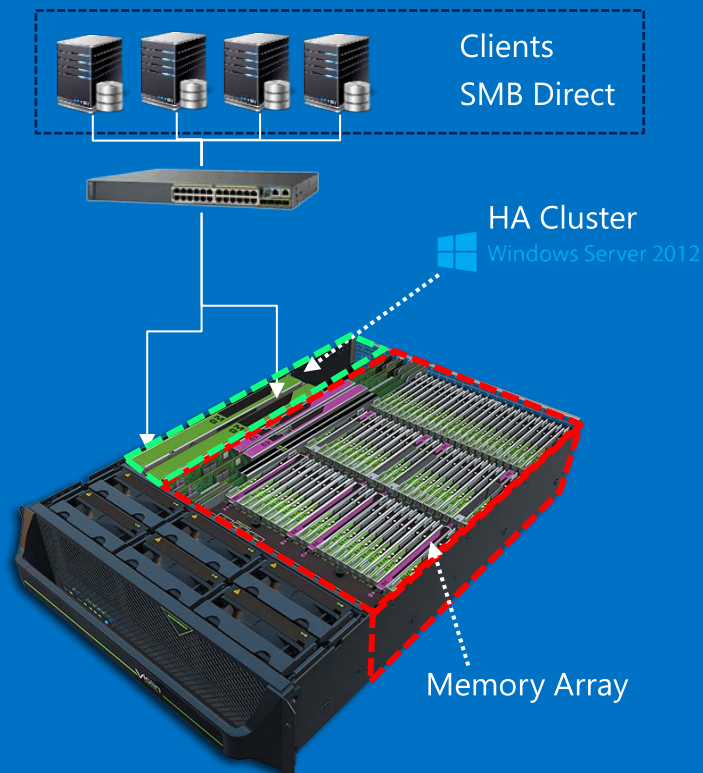 Clients
SMB Direct
HA Cluster
Windows Server 2012
Memory Array